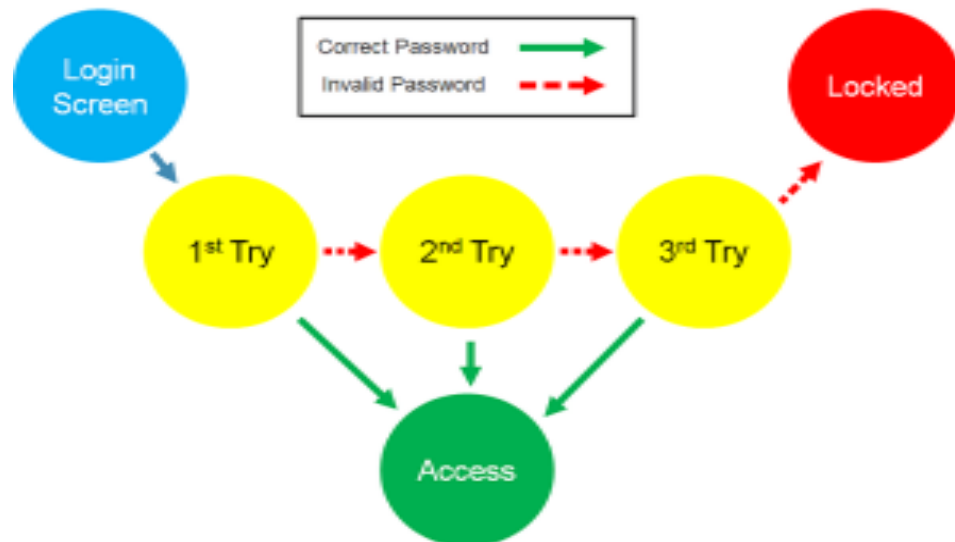 Login
Screen
Correct Password
Invalid Password
Locked
1st Try
2nd Try
3rd Try
Access